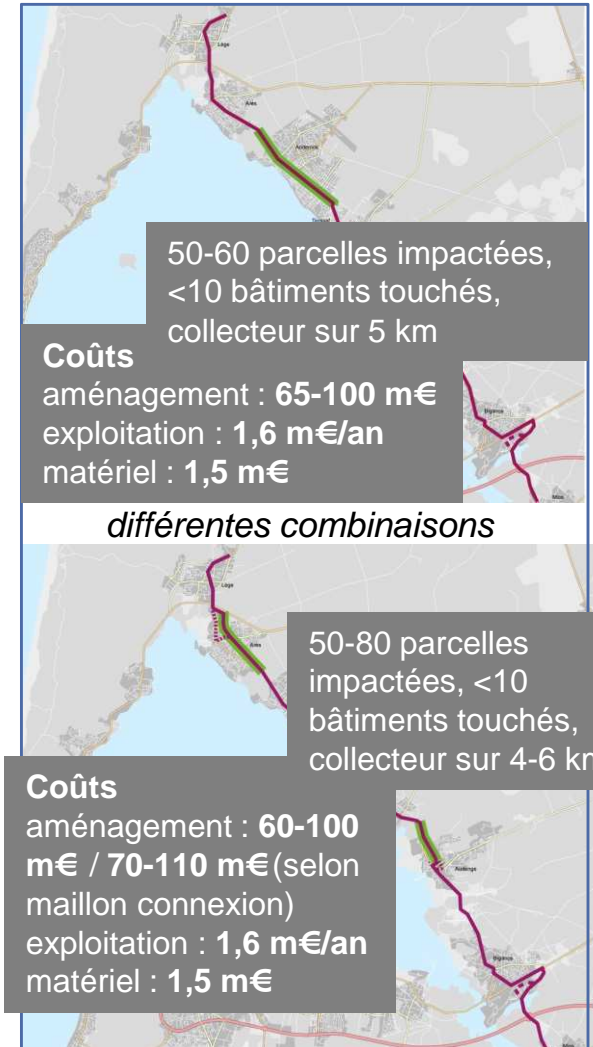 Lège
Arès
Andernos
50-60 parcelles impactées,
<10 bâtiments touchés,
collecteur sur 5 km
Coûts
aménagement : 65-100 m€
exploitation : 1,6 m€/an
matériel : 1,5 m€
Biganos
Mios
différentes combinaisons
Lège
Arès
50-80 parcelles
impactées, <10
bâtiments touchés,
collecteur sur 4-6 km
Coûts
aménagement : 60-100
m€ / 70-110 m€ (selon
maillon connexion)
exploitation : 1,6 m€/an
matériel : 1,5 m€
Audenge
Biganos
Mios